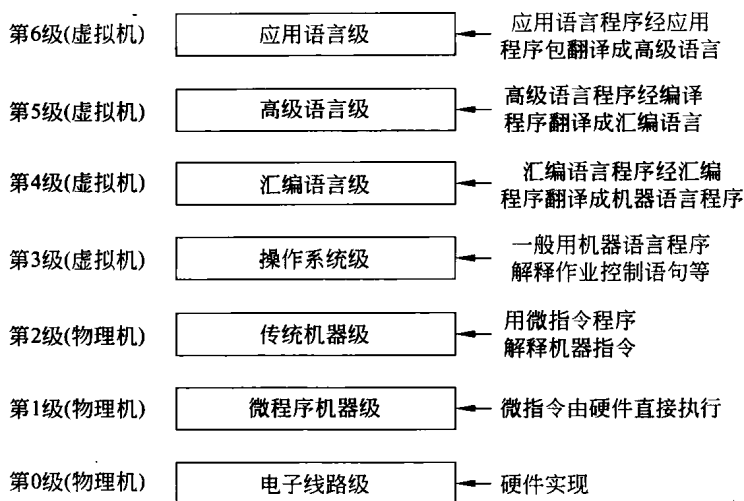 第6级(虚拟机)
应用语言级
应用语言程序经应用
程序包翻译成高级语言
第5级(虚拟机)
高级语言级
高级语言程序经编译
程序翻译成汇编语言
第4级(虚拟机)
汇编语言级
汇编语言程序经汇编
程序翻译成机器语言程序
第3级(虚拟机)
操作系统级
一般用机器语言程序
解释作业控制语句等
第2级(物理机)
传统机器级
用微指令程序
解释机器指令
第1级(物理机)
微程序机器级
微指令由硬件直接执行
第0级(物理机)
电子线路级
硬件实现